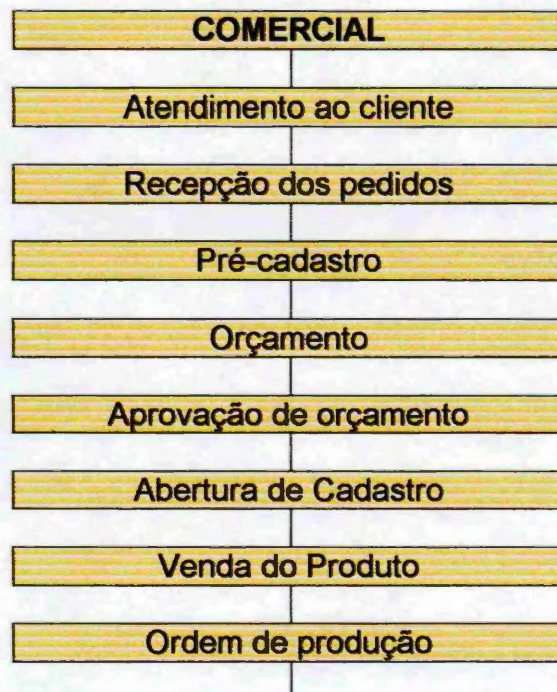 COMERCIAL
Atendimento ao cliente
Recepção dos pedidos
Pré-cadastro
Orçamento
Aprovação de orçamento
Abertura de Cadastro
Venda do Produto
Ordem de produção